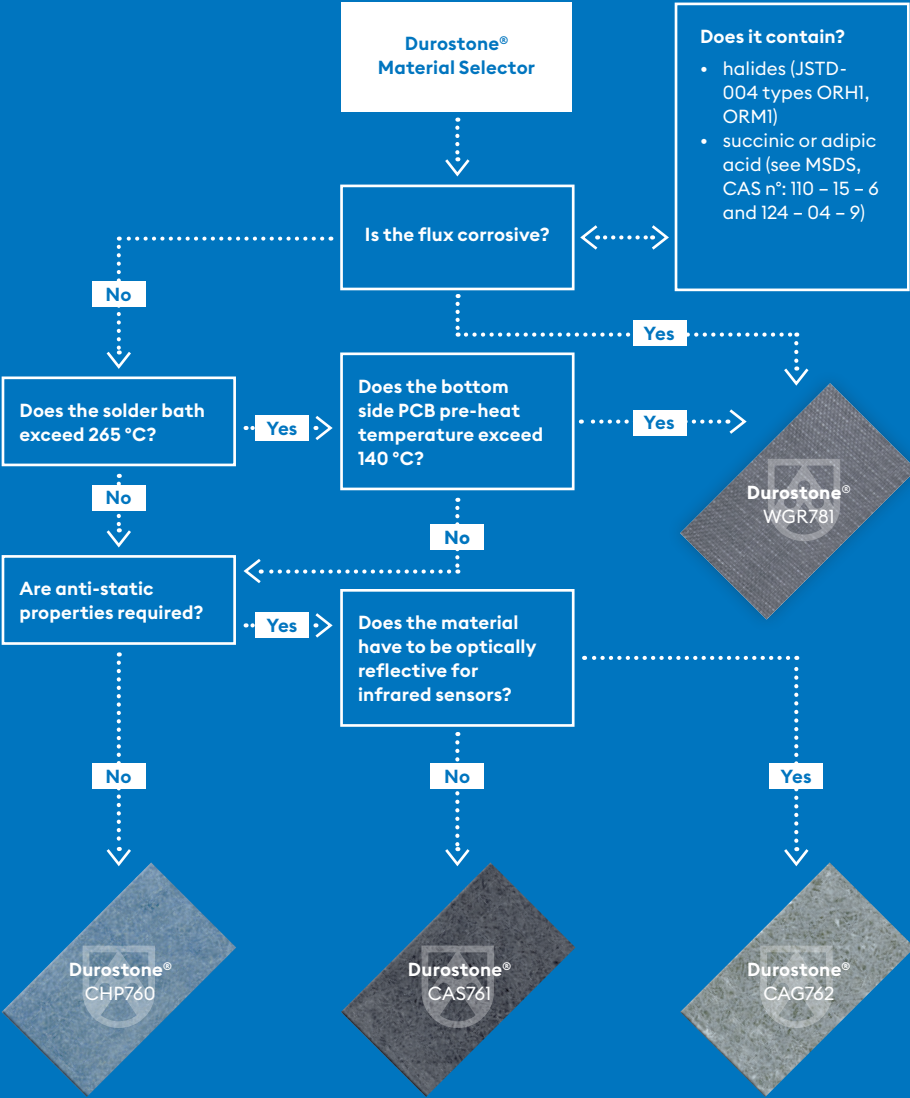 Durostone®
Material Selector
Does it contain?
• halides (JSTD-
004 types ORH1,
ORM1)
• succinic or adipic
acid (see MSDS,
CAS n°: 110 – 15 – 6
and 124 – 04 – 9)
Is the flux corrosive?
No
Yes
Does the solder bath
exceed 265 °C?
Yes
Does the bottom
side PCB pre-heat
temperature exceed
140 °C?
Yes
Durostone®
WGR781
No
No
Are anti-static
properties required?
Yes
Does the material
have to be optically
reflective for
infrared sensors?
No
No
Yes
Durostone®
CHP760
Durostone®
CAS761
Durostone®
CAG762